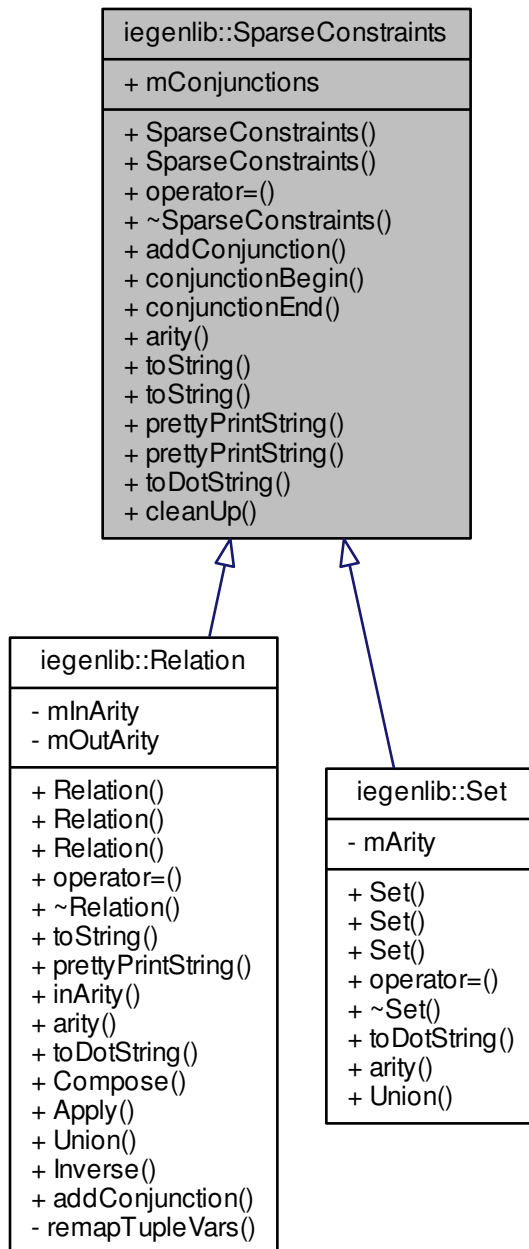 iegenlib::SparseConstraints
+ mConjunctions
+ SparseConstraints()
+ SparseConstraints()
+ operator=()
+ ~SparseConstraints()
+ addConjunction()
+ conjunctionBegin()
+ conjunctionEnd()
+ arity()
+ toString()
+ toString()
+ prettyPrintString()
+ prettyPrintString()
+ toDotString()
+ cleanUp()
iegenlib::Relation
- mInArity
- mOutArity
+ Relation()
+ Relation()
+ Relation()
+ operator=()
+ ~Relation()
+ toString()
+ prettyPrintString()
+ inArity()
+ arity()
+ toDotString()
+ Compose()
+ Apply()
+ Union()
+ Inverse()
+ addConjunction()
- remapTupleVars()
iegenlib::Set
- mArity
+ Set()
+ Set()
+ Set()
+ operator=()
+ ~Set()
+ toDotString()
+ arity()
+ Union()